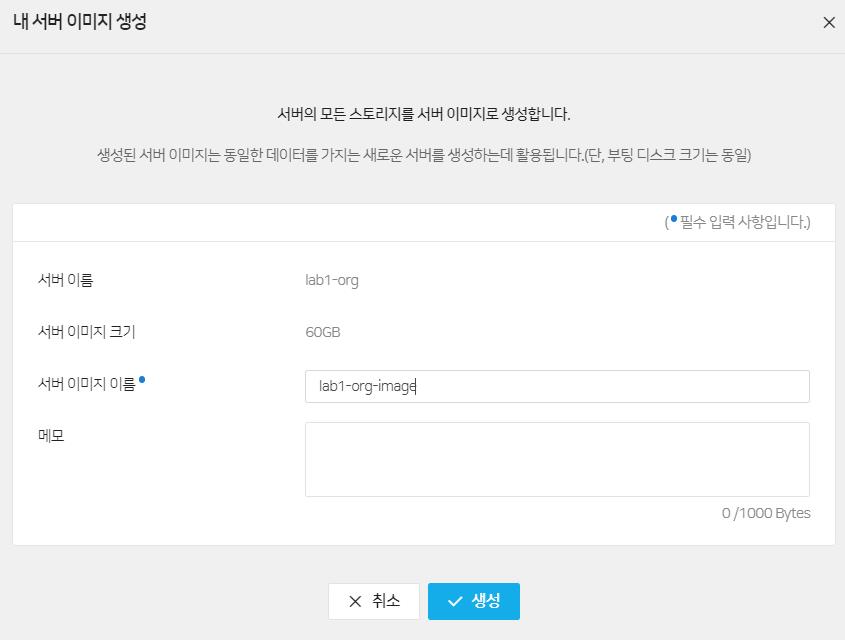 내 서버 이미지 생성
서버의 모든 스토리지를 서버 이미지로 생성합니다.
생성된 서버 이미지는 동일한 데이터를 가지는 새로운 서버를 생성하는데 활용됩니다.(단, 부팅 디스크 크기는 동일)
(• 필수 입력 사항입니다.)
서버 이름 lab1-org
서버 이미지 크기 60GB
서버 이미지 이름• lab1-org-image
메모
0 /1000 Bytes
취소 생성